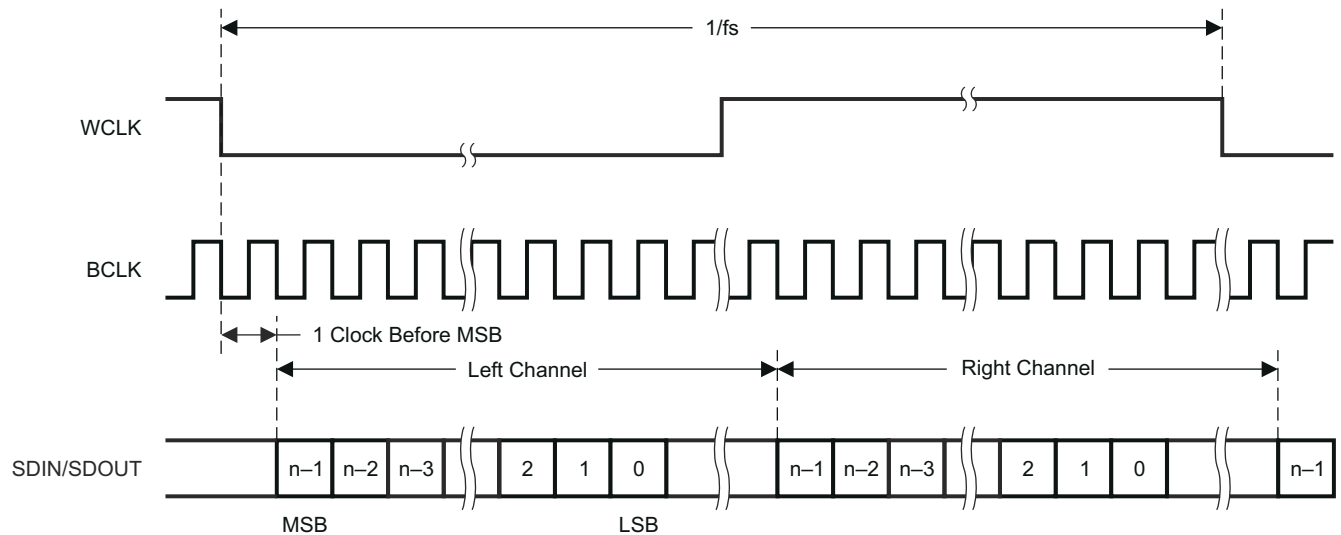 1/fs
WCLK
BCLK
1 Clock Before MSB
Left Channel
Right Channel
SDIN/SDOUT
n–1 n–2 n–3 2 1 0 n–1 n–2 n–3 2 1 0 n–1
MSB LSB